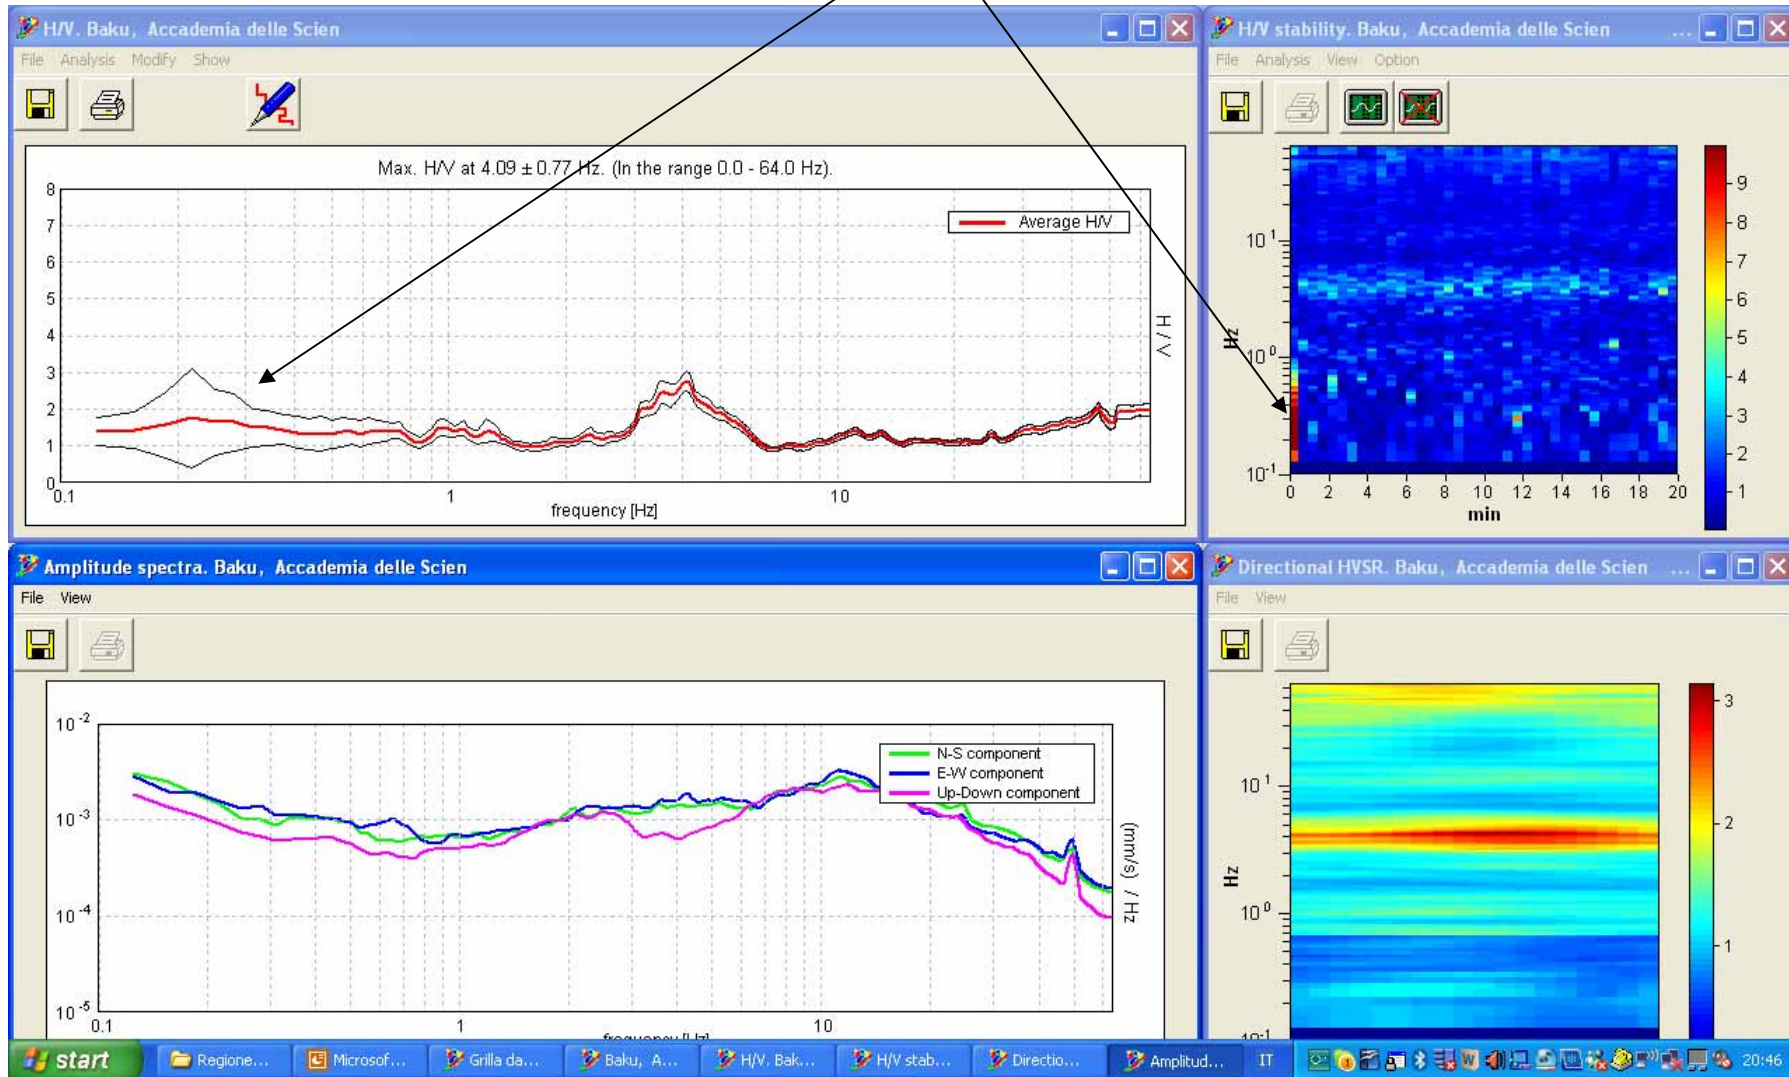 H/V. Baku, Accademia delle Scien
File Analysis Modify Show
Max. H/V at 4.09 ± 0.77 Hz. (In the range 0.0 - 64.0 Hz).
Average H/V
8
7
6
5
4
3
2
1
0
H / V
0.1 1 10
frequency [Hz]
H/V stability. Baku, Accademia delle Scien ...
File Analysis View Option
10 1
10 0
10 -1
Hz
0 2 4 6 8 10 12 14 16 18 20
min
9
8
7
6
5
4
3
2
1
Amplitude spectra. Baku, Accademia delle Scien
File View
N-S component
E-W component
Up-Down component
10 -2
10 -3
10 -4
10 -5
(mm/s) / Hz
0.1 1 10
frequency [Hz]
Directional HVSR. Baku, Accademia delle Scien ...
File View
10 1
10 0
10 -1
Hz
3
2
1
start Regione... Microsof... Grilla da... Baku, A... H/V. Bak... H/V stab... Directio... Amplitud... IT 20:46